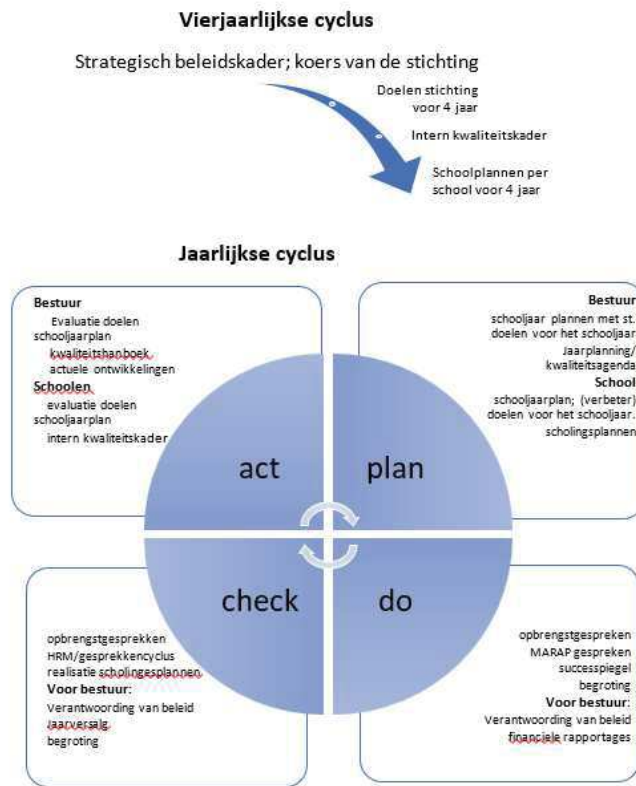 Vierjaarlijkse cyclus
Strategisch beleidskader; koers van de stichting
Doelen stichting
voor 4 jaar
Intern kwaliteitskader
Schoolplannen per
school voor 4 jaar
Jaarlijkse cyclus
Bestuur
Evaluatie doelen
schooljaarplan
kwaliteitshanboek
actuele ontwikkelingen
Schoolen
evaluatie doelen
schooljaarplan
intern kwaliteitskader
Bestuur
schooljaar plannen met st.
doelen voor het schooljaar
Jaarplanning/
kwaliteitsagenda
School
schooljaarplan; (verbeter)
doelen voor het schooljaar.
scholingsplannen
act
plan
check
do
opbrengstgesprekken
HRM/gesprekkencyclus
realisatie scholingesplannen
Voor bestuur:
Verantwoording van beleid
Jaarversalg
begroting
opbrengstgespreken
MARAP gespreken
successpiegel
begroting
Voor bestuur:
Verantwoording van beleid
financiele rapportages